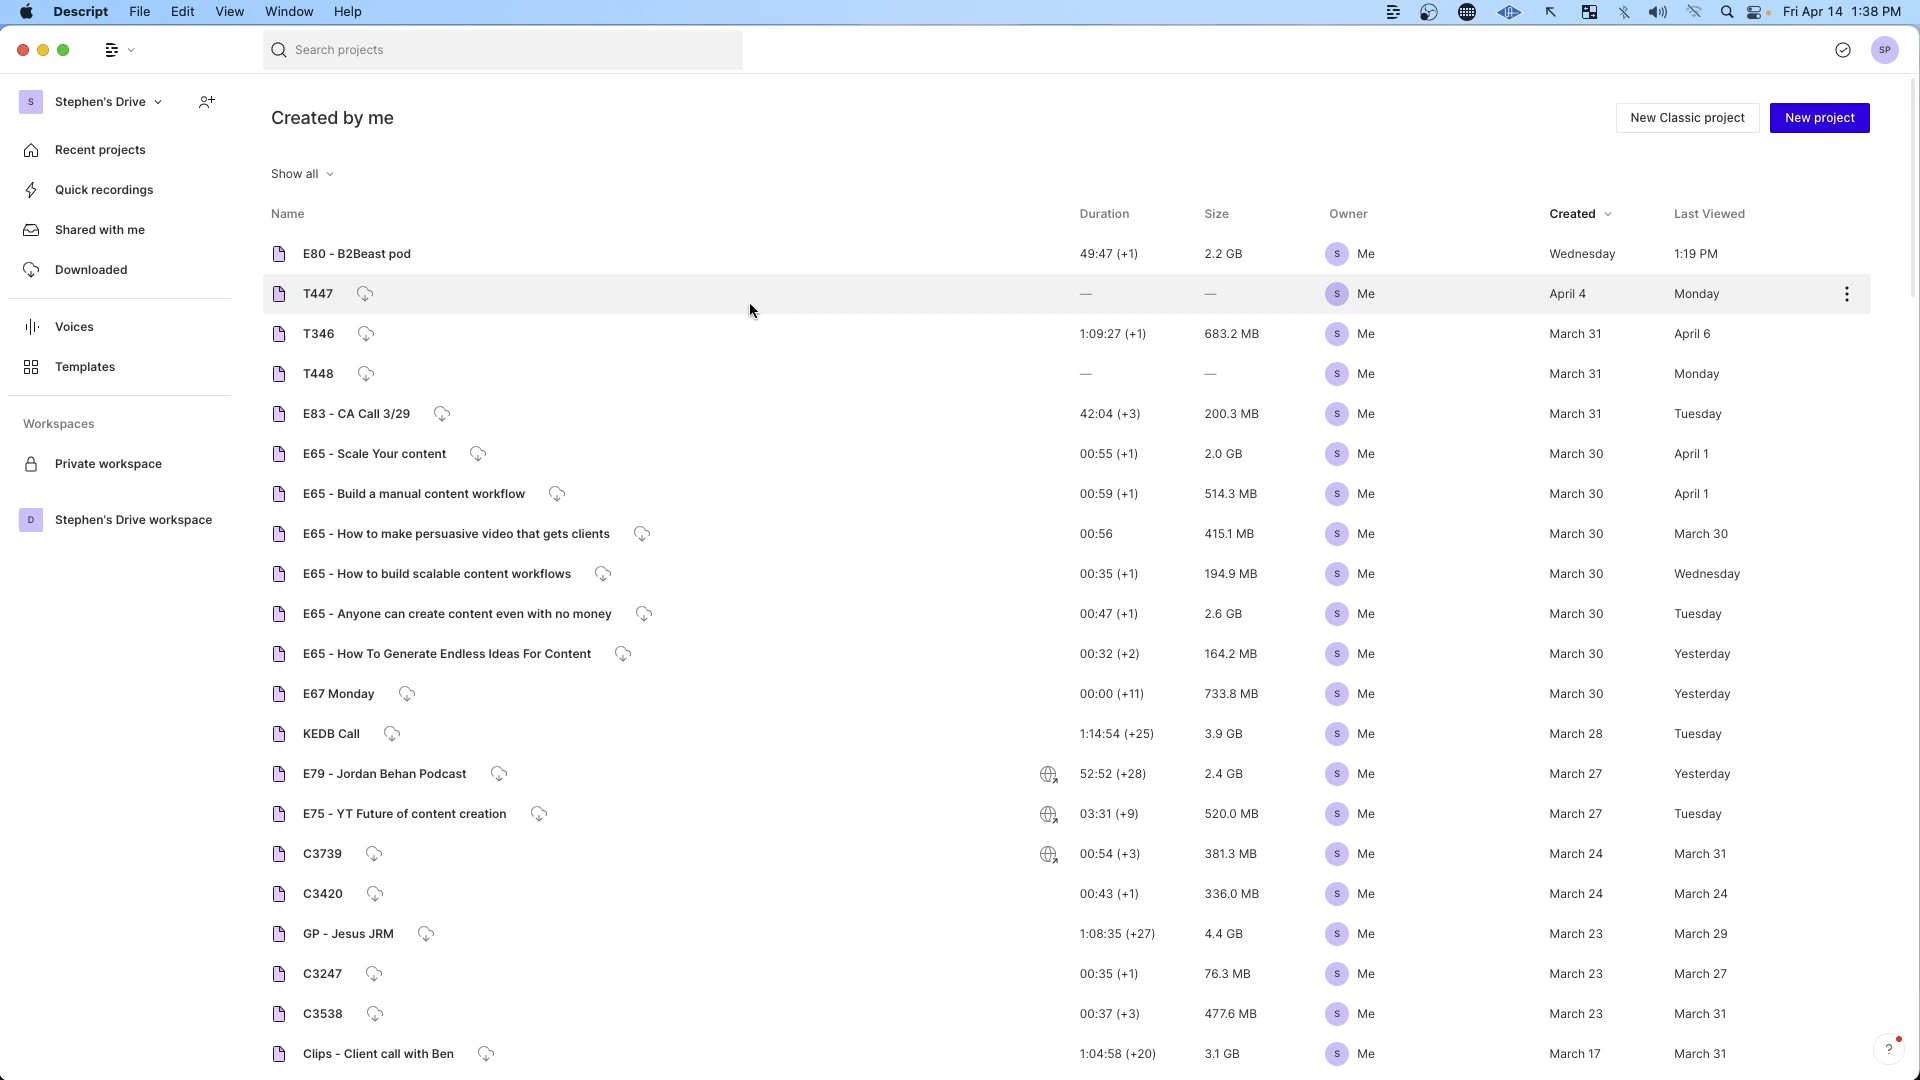 Descript File Edit View Window Help Fri Apr 14 1:38 PM
Search projects SP
S Stephen's Drive
Created by me New Classic project New project
Recent projects
Show all
Quick recordings
Name Duration Size Owner Created Last Viewed
Shared with me
E80 - B2Beast pod 49:47 (+1) 2.2 GB S Me Wednesday 1:19 PM
Downloaded
T447 — — S Me April 4 Monday
Voices
T346 1:09:27 (+1) 683.2 MB S Me March 31 April 6
Templates
T448 — — S Me March 31 Monday
E83 - CA Call 3/29 42:04 (+3) 200.3 MB S Me March 31 Tuesday
Workspaces
E65 - Scale Your content 00:55 (+1) 2.0 GB S Me March 30 April 1
Private workspace
E65 - Build a manual content workflow 00:59 (+1) 514.3 MB S Me March 30 April 1
D Stephen's Drive workspace
E65 - How to make persuasive video that gets clients 00:56 415.1 MB S Me March 30 March 30
E65 - How to build scalable content workflows 00:35 (+1) 194.9 MB S Me March 30 Wednesday
E65 - Anyone can create content even with no money 00:47 (+1) 2.6 GB S Me March 30 Tuesday
E65 - How To Generate Endless Ideas For Content 00:32 (+2) 164.2 MB S Me March 30 Yesterday
E67 Monday 00:00 (+11) 733.8 MB S Me March 30 Yesterday
KEDB Call 1:14:54 (+25) 3.9 GB S Me March 28 Tuesday
E79 - Jordan Behan Podcast 52:52 (+28) 2.4 GB S Me March 27 Yesterday
E75 - YT Future of content creation 03:31 (+9) 520.0 MB S Me March 27 Tuesday
C3739 00:54 (+3) 381.3 MB S Me March 24 March 31
C3420 00:43 (+1) 336.0 MB S Me March 24 March 24
GP - Jesus JRM 1:08:35 (+27) 4.4 GB S Me March 23 March 29
C3247 00:35 (+1) 76.3 MB S Me March 23 March 27
C3538 00:37 (+3) 477.6 MB S Me March 23 March 31
Clips - Client call with Ben 1:04:58 (+20) 3.1 GB S Me March 17 March 31
?